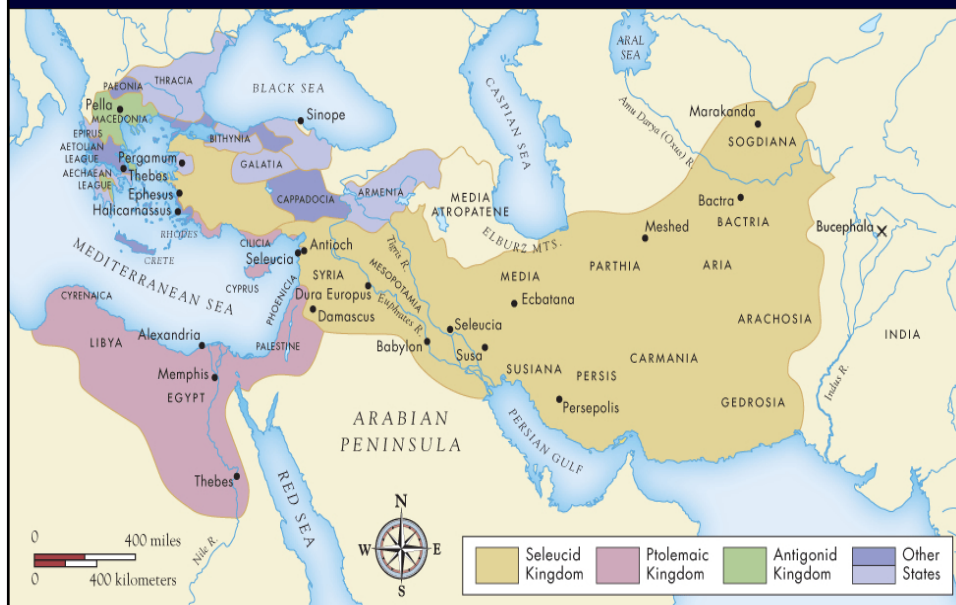 ARAL
SEA
BLACK SEA
CASPIAN SEA
THRACIA
PAEONIA
Pella
MACEDONIA
EPIRUS
AETOLIAN
LEAGUE
AECHAEAN
LEAGUE
Thebes
Pergamum
Ephesus
Halicarnassus
RHODES
CRETE
BITHYNIA
GALATIA
Sinope
CAPPADOCIA
ARMENIA
MEDIA
ATROPATENE
ELBURZ MTS.
Amu Darya (Oxus) R.
Marakanda
SOGDIANA
Bactra
BACTRIA
Meshed
PARTHIA
ARIA
Bucephala
ARACHOSIA
INDIA
Indus R.
CARMANIA
GEDROSIA
MEDIA
Ecbatana
CILICIA
Antioch
Seleucia
SYRIA
CYPRUS
PHOENICIA
MESOPOTAMIA
Tigris R.
Euphrates R.
Dura Europus
Damascus
PALESTINE
Seleucia
Babylon
Susa
SUSIANA
PERSIS
Persepolis
PERSIAN GULF
MEDITERRANEAN SEA
CYRENAICA
LIBYA
Alexandria
Memphis
EGYPT
Thebes
Nile R.
RED SEA
ARABIAN
PENINSULA
N
W
E
S
0
400 miles
0
400 kilometers
Seleucid
Kingdom
Ptolemaic
Kingdom
Antigonid
Kingdom
Other
States